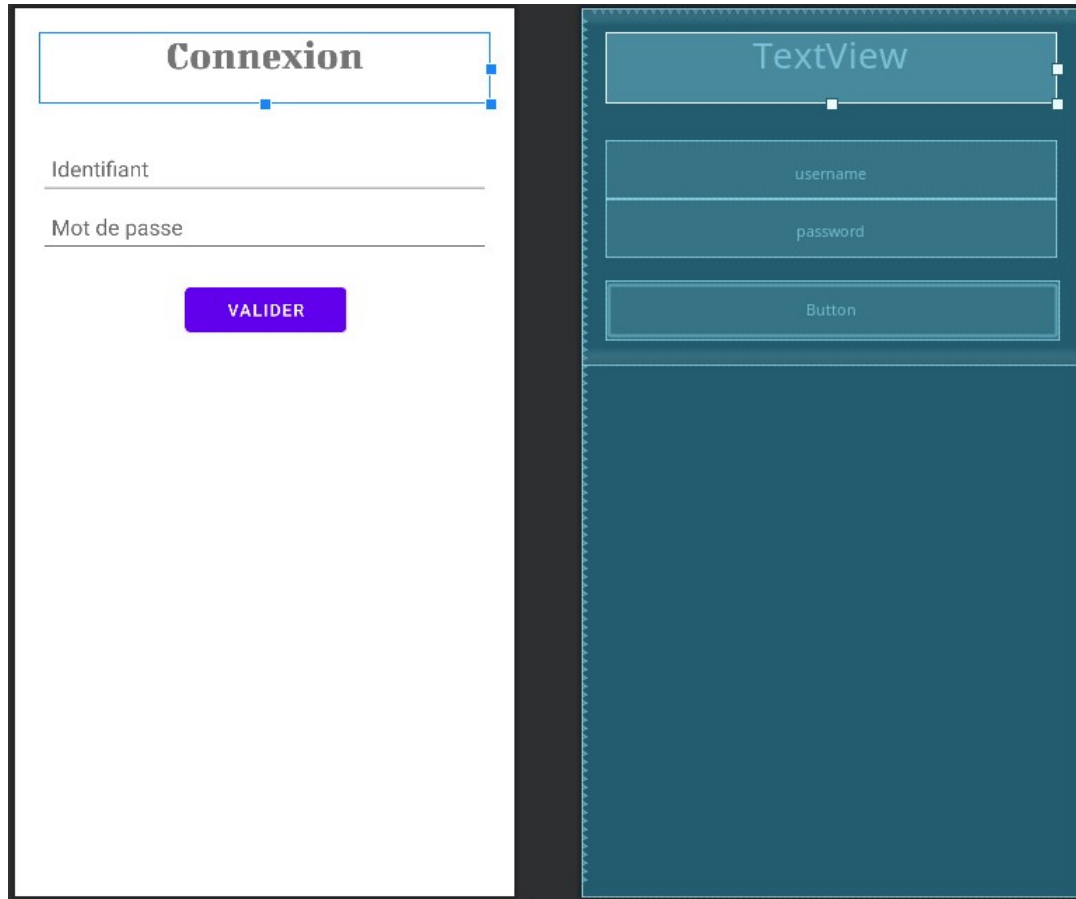 Connexion
Identifiant
Mot de passe
VALIDER
TextView
username
password
Button